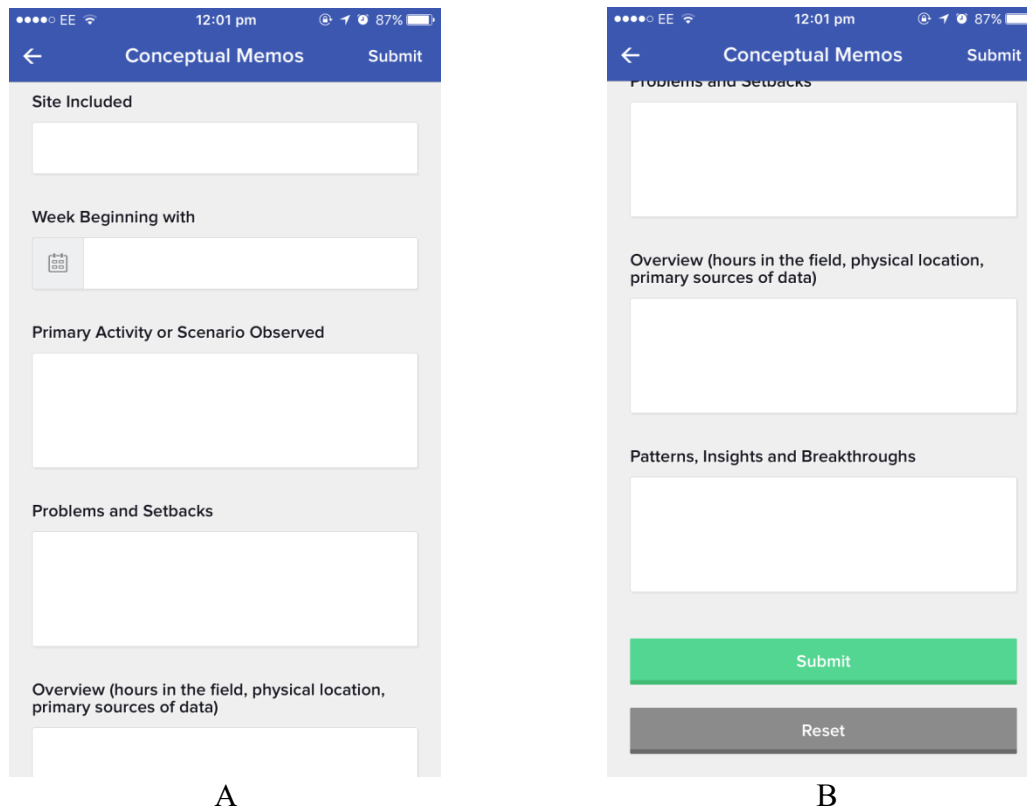 EE 12:01 pm 87%
Conceptual Memos Submit
Site Included
Week Beginning with
Primary Activity or Scenario Observed
Problems and Setbacks
Overview (hours in the field, physical location,
primary sources of data)
A
EE 12:01 pm 87%
Conceptual Memos Submit
Problems and Setbacks
Overview (hours in the field, physical location,
primary sources of data)
Patterns, Insights and Breakthroughs
Submit
Reset
B